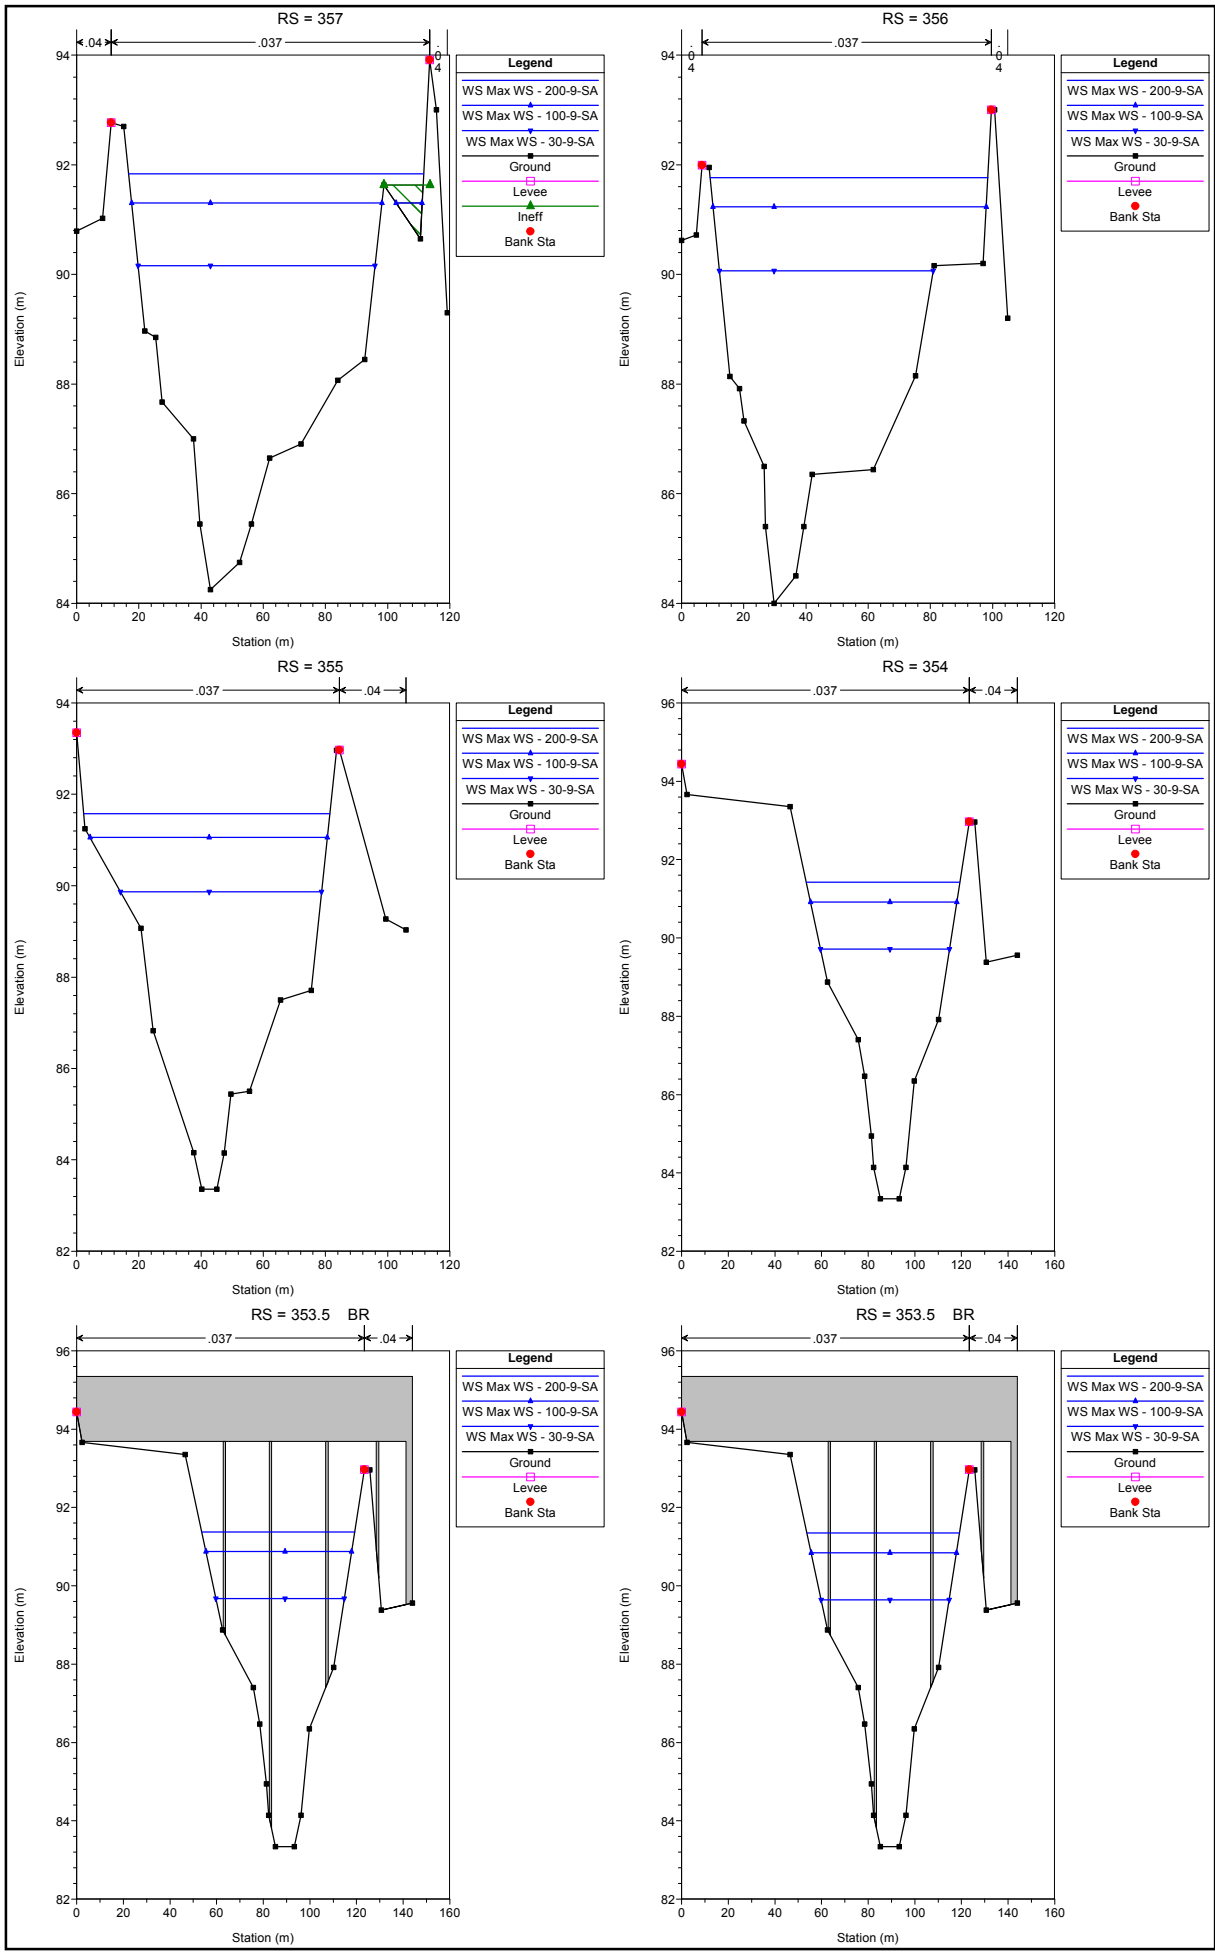 RS = 357
.04
.037
.04
Legend
WS Max WS - 200-9-SA
WS Max WS - 100-9-SA
WS Max WS - 30-9-SA
Ground
Levee
Ineff
Bank Sta
94
92
90
88
86
84
Elevation (m)
0 20 40 60 80 100 120
Station (m)
RS = 356
.04
.037
.04
Legend
WS Max WS - 200-9-SA
WS Max WS - 100-9-SA
WS Max WS - 30-9-SA
Ground
Levee
Bank Sta
94
92
90
88
86
84
Elevation (m)
0 20 40 60 80 100 120
Station (m)
RS = 355
.037
.04
Legend
WS Max WS - 200-9-SA
WS Max WS - 100-9-SA
WS Max WS - 30-9-SA
Ground
Levee
Bank Sta
94
92
90
88
86
84
82
Elevation (m)
0 20 40 60 80 100 120
Station (m)
RS = 354
.037
.04
Legend
WS Max WS - 200-9-SA
WS Max WS - 100-9-SA
WS Max WS - 30-9-SA
Ground
Levee
Bank Sta
96
94
92
90
88
86
84
82
Elevation (m)
0 20 40 60 80 100 120 140 160
Station (m)
RS = 353.5 BR
.037
.04
Legend
WS Max WS - 200-9-SA
WS Max WS - 100-9-SA
WS Max WS - 30-9-SA
Ground
Levee
Bank Sta
96
94
92
90
88
86
84
82
Elevation (m)
0 20 40 60 80 100 120 140 160
Station (m)
RS = 353.5 BR
.037
.04
Legend
WS Max WS - 200-9-SA
WS Max WS - 100-9-SA
WS Max WS - 30-9-SA
Ground
Levee
Bank Sta
96
94
92
90
88
86
84
82
Elevation (m)
0 20 40 60 80 100 120 140 160
Station (m)